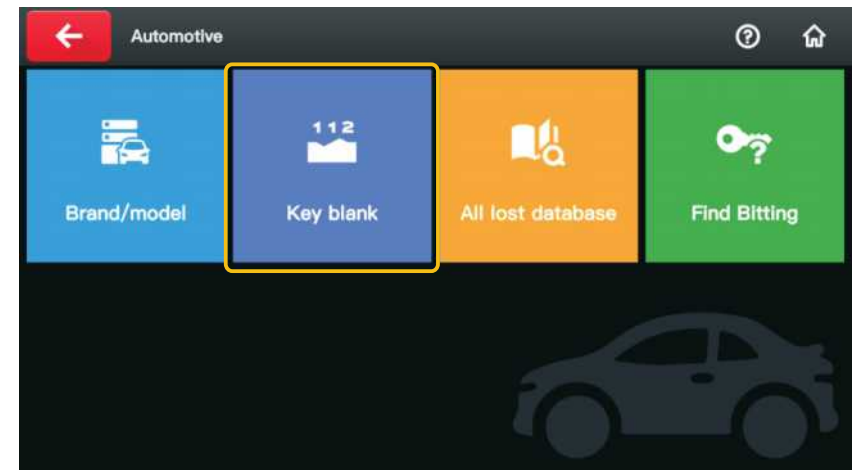 Automotive
112
Brand/model
Key blank
All lost database
Find Bitting